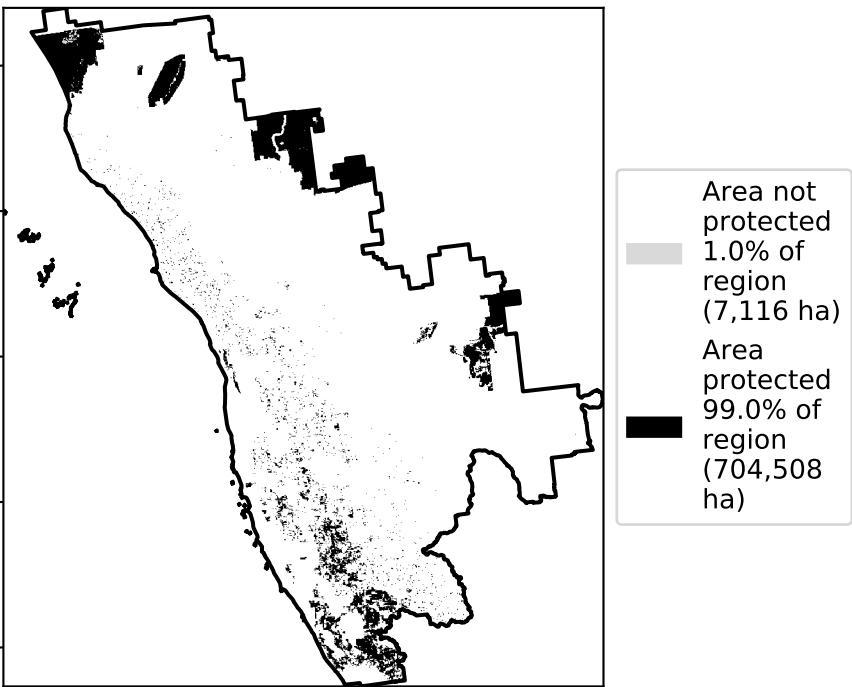 Area not
protected
1.0% of
region
(7,116 ha)
Area
protected
99.0% of
region
(704,508
ha)